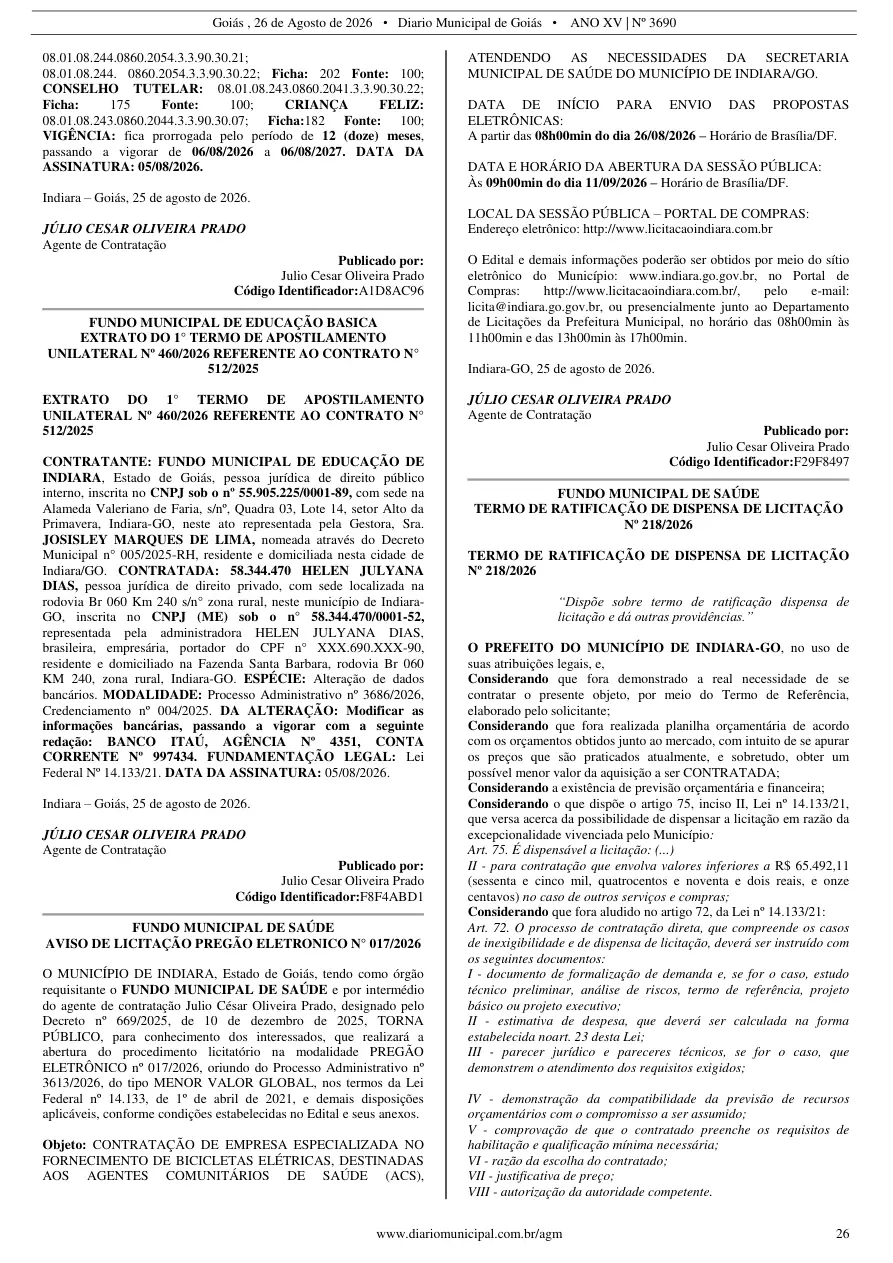 Goiás , 26 de Agosto de 2026 • Diario Municipal de Goiás • ANO XV | Nº 3690
08.01.08.244.0860.2054.3.3.90.30.21;
08.01.08.244. 0860.2054.3.3.90.30.22; Ficha: 202 Fonte: 100;
CONSELHO TUTELAR: 08.01.08.243.0860.2041.3.3.90.30.22;
Ficha: 175 Fonte: 100; CRIANÇA FELIZ:
08.01.08.243.0860.2044.3.3.90.30.07; Ficha:182 Fonte: 100;
VIGÊNCIA: fica prorrogada pelo período de 12 (doze) meses,
passando a vigorar de 06/08/2026 a 06/08/2027. DATA DA
ASSINATURA: 05/08/2026.
Indiara – Goiás, 25 de agosto de 2026.
JÚLIO CESAR OLIVEIRA PRADO
Agente de Contratação
Publicado por:
Julio Cesar Oliveira Prado
Código Identificador:A1D8AC96
FUNDO MUNICIPAL DE EDUCAÇÃO BASICA
EXTRATO DO 1° TERMO DE APOSTILAMENTO
UNILATERAL Nº 460/2026 REFERENTE AO CONTRATO N°
512/2025
EXTRATO DO 1° TERMO DE APOSTILAMENTO
UNILATERAL Nº 460/2026 REFERENTE AO CONTRATO N°
512/2025
CONTRATANTE: FUNDO MUNICIPAL DE EDUCAÇÃO DE
INDIARA, Estado de Goiás, pessoa jurídica de direito público
interno, inscrita no CNPJ sob o nº 55.905.225/0001-89, com sede na
Alameda Valeriano de Faria, s/nº, Quadra 03, Lote 14, setor Alto da
Primavera, Indiara-GO, neste ato representada pela Gestora, Sra.
JOSISLEY MARQUES DE LIMA, nomeada através do Decreto
Municipal n° 005/2025-RH, residente e domiciliada nesta cidade de
Indiara/GO. CONTRATADA: 58.344.470 HELEN JULYANA
DIAS, pessoa jurídica de direito privado, com sede localizada na
rodovia Br 060 Km 240 s/n° zona rural, neste município de Indiara-
GO, inscrito no CNPJ (ME) sob o n° 58.344.470/0001-52,
representada pela administradora HELEN JULYANA DIAS,
brasileira, empresária, portador do CPF n° XXX.690.XXX-90,
residente e domiciliado na Fazenda Santa Barbara, rodovia Br 060
KM 240, zona rural, Indiara-GO. ESPÉCIE: Alteração de dados
bancários. MODALIDADE: Processo Administrativo nº 3686/2026,
Credenciamento nº 004/2025. DA ALTERAÇÃO: Modificar as
informações bancárias, passando a vigorar com a seguinte
redação: BANCO ITAÚ, AGÊNCIA Nº 4351, CONTA
CORRENTE Nº 997434. FUNDAMENTAÇÃO LEGAL: Lei
Federal Nº 14.133/21. DATA DA ASSINATURA: 05/08/2026.
Indiara – Goiás, 25 de agosto de 2026.
JÚLIO CESAR OLIVEIRA PRADO
Agente de Contratação
Publicado por:
Julio Cesar Oliveira Prado
Código Identificador:F8F4ABD1
FUNDO MUNICIPAL DE SAÚDE
AVISO DE LICITAÇÃO PREGÃO ELETRONICO N° 017/2026
O MUNICÍPIO DE INDIARA, Estado de Goiás, tendo como órgão
requisitante o FUNDO MUNICIPAL DE SAÚDE e por intermédio
do agente de contratação Julio César Oliveira Prado, designado pelo
Decreto nº 669/2025, de 10 de dezembro de 2025, TORNA
PÚBLICO, para conhecimento dos interessados, que realizará a
abertura do procedimento licitatório na modalidade PREGÃO
ELETRÔNICO nº 017/2026, oriundo do Processo Administrativo nº
3613/2026, do tipo MENOR VALOR GLOBAL, nos termos da Lei
Federal nº 14.133, de 1º de abril de 2021, e demais disposições
aplicáveis, conforme condições estabelecidas no Edital e seus anexos.
Objeto: CONTRATAÇÃO DE EMPRESA ESPECIALIZADA NO
FORNECIMENTO DE BICICLETAS ELÉTRICAS, DESTINADAS
AOS AGENTES COMUNITÁRIOS DE SAÚDE (ACS),
ATENDENDO AS NECESSIDADES DA SECRETARIA
MUNICIPAL DE SAÚDE DO MUNICÍPIO DE INDIARA/GO.
DATA DE INÍCIO PARA ENVIO DAS PROPOSTAS
ELETRÔNICAS:
A partir das 08h00min do dia 26/08/2026 – Horário de Brasília/DF.
DATA E HORÁRIO DA ABERTURA DA SESSÃO PÚBLICA:
Às 09h00min do dia 11/09/2026 – Horário de Brasília/DF.
LOCAL DA SESSÃO PÚBLICA – PORTAL DE COMPRAS:
Endereço eletrônico: http://www.licitacaoindiara.com.br
O Edital e demais informações poderão ser obtidos por meio do sítio
eletrônico do Município: www.indiara.go.gov.br, no Portal de
Compras: http://www.licitacaoindiara.com.br/, pelo e-mail:
licita@indiara.go.gov.br, ou presencialmente junto ao Departamento
de Licitações da Prefeitura Municipal, no horário das 08h00min às
11h00min e das 13h00min às 17h00min.
Indiara-GO, 25 de agosto de 2026.
JÚLIO CESAR OLIVEIRA PRADO
Agente de Contratação
Publicado por:
Julio Cesar Oliveira Prado
Código Identificador:F29F8497
FUNDO MUNICIPAL DE SAÚDE
TERMO DE RATIFICAÇÃO DE DISPENSA DE LICITAÇÃO
Nº 218/2026
TERMO DE RATIFICAÇÃO DE DISPENSA DE LICITAÇÃO
Nº 218/2026
“Dispõe sobre termo de ratificação dispensa de
licitação e dá outras providências.”
O PREFEITO DO MUNICÍPIO DE INDIARA-GO, no uso de
suas atribuições legais, e,
Considerando que fora demonstrado a real necessidade de se
contratar o presente objeto, por meio do Termo de Referência,
elaborado pelo solicitante;
Considerando que fora realizada planilha orçamentária de acordo
com os orçamentos obtidos junto ao mercado, com intuito de se apurar
os preços que são praticados atualmente, e sobretudo, obter um
possível menor valor da aquisição a ser CONTRATADA;
Considerando a existência de previsão orçamentária e financeira;
Considerando o que dispõe o artigo 75, inciso II, Lei nº 14.133/21,
que versa acerca da possibilidade de dispensar a licitação em razão da
excepcionalidade vivenciada pelo Município:
Art. 75. É dispensável a licitação: (...)
II - para contratação que envolva valores inferiores a R$ 65.492,11
(sessenta e cinco mil, quatrocentos e noventa e dois reais, e onze
centavos) no caso de outros serviços e compras;
Considerando que fora aludido no artigo 72, da Lei nº 14.133/21:
Art. 72. O processo de contratação direta, que compreende os casos
de inexigibilidade e de dispensa de licitação, deverá ser instruído com
os seguintes documentos:
I - documento de formalização de demanda e, se for o caso, estudo
técnico preliminar, análise de riscos, termo de referência, projeto
básico ou projeto executivo;
II - estimativa de despesa, que deverá ser calculada na forma
estabelecida noart. 23 desta Lei;
III - parecer jurídico e pareceres técnicos, se for o caso, que
demonstrem o atendimento dos requisitos exigidos;
IV - demonstração da compatibilidade da previsão de recursos
orçamentários com o compromisso a ser assumido;
V - comprovação de que o contratado preenche os requisitos de
habilitação e qualificação mínima necessária;
VI - razão da escolha do contratado;
VII - justificativa de preço;
VIII - autorização da autoridade competente.
www.diariomunicipal.com.br/agm 26